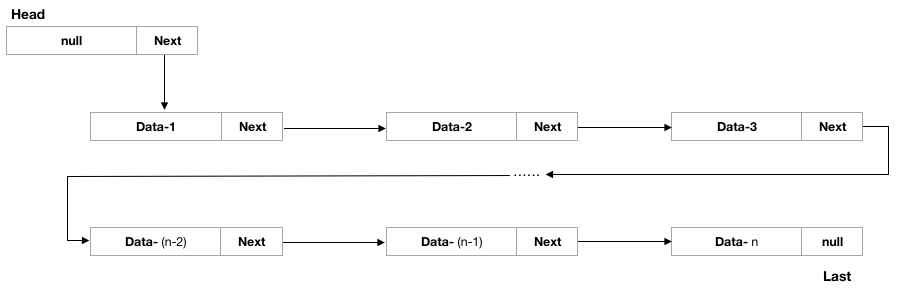 Head
null Next
Data-1 Next Data-2 Next Data-3 Next
......
Data- (n-2) Next Data- (n-1) Next Data- n null
Last